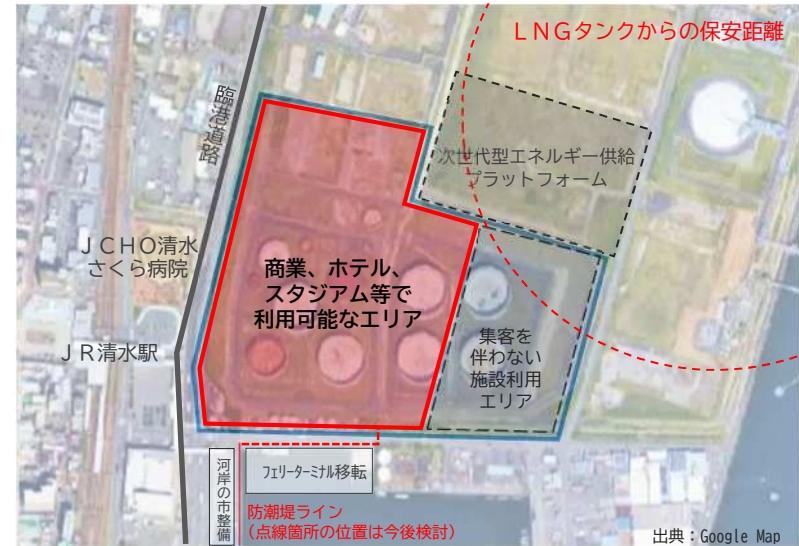 ＬＮＧタンクからの保安距離
臨港道路
次世代型エネルギー供給
プラットフォーム
ＪＣＨＯ清水
さくら病院
商業、ホテル、
スタジアム等で
利用可能なエリア
ＪＲ清水駅
集客を
伴わない
施設利用
エリア
河岸の市整備
ﾌｪﾘｰﾀｰﾐﾅﾙ移転
防潮堤ライン
(点線箇所の位置は今後検討)
出典：Google Map